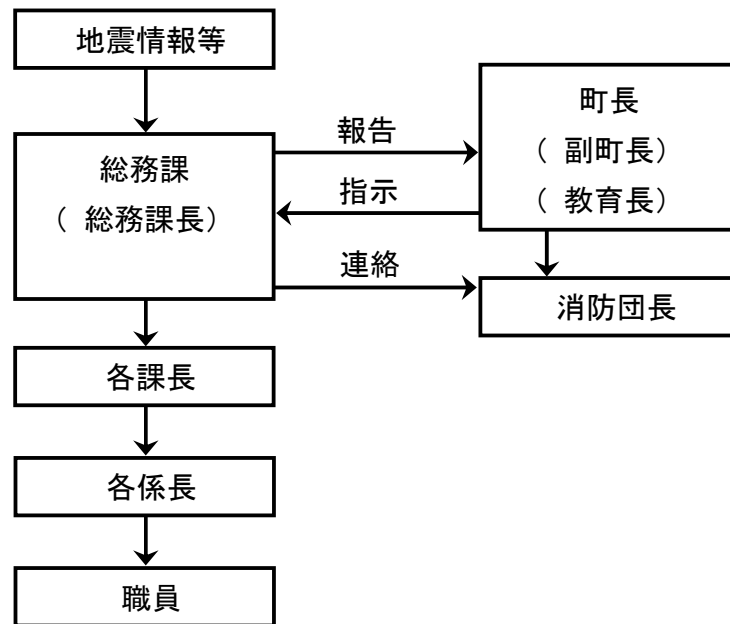 地震情報等
総務課
（ 総務課長）
報告
指示
連絡
町長
（ 副町長）
（ 教育長）
消防団長
各課長
各係長
職員